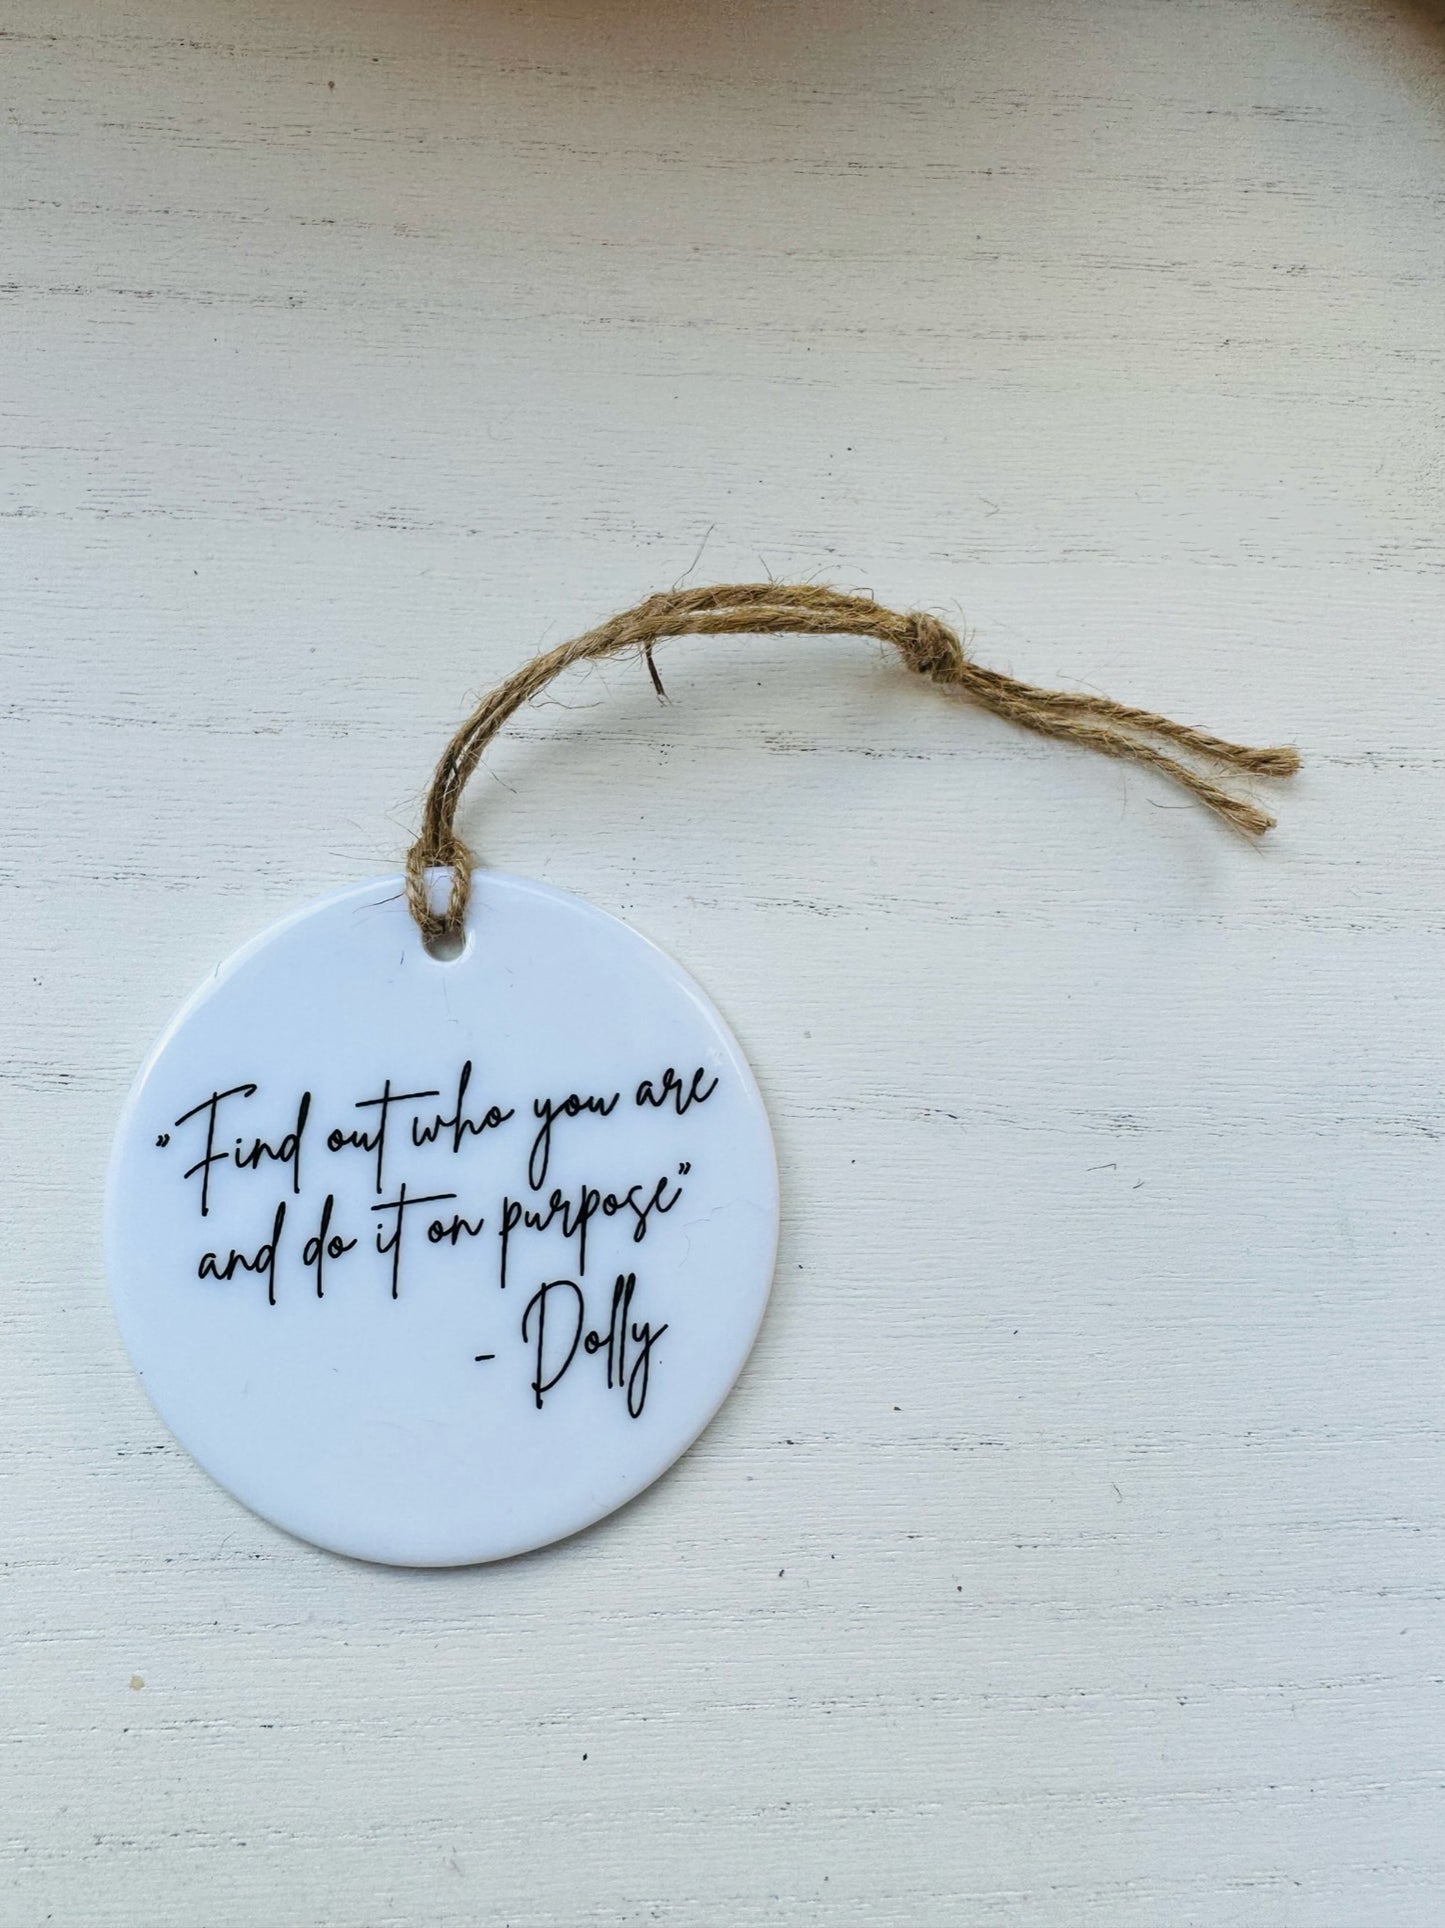 "Find out who you are
and do it on purpose"
- Dolly